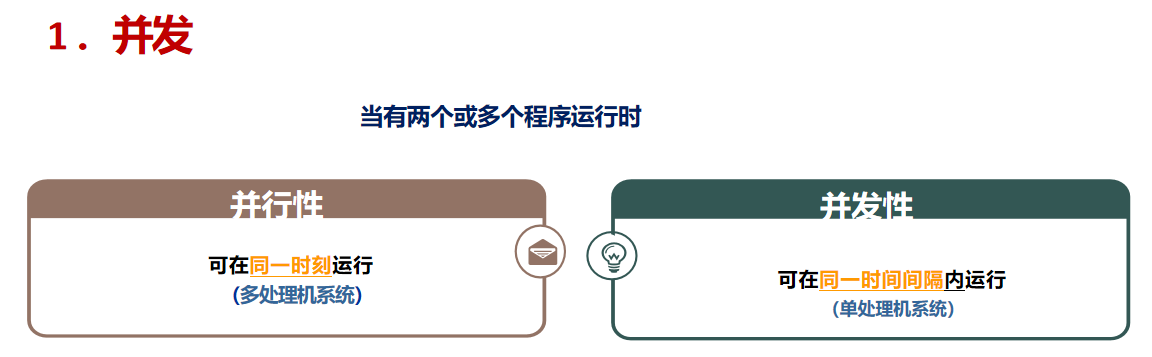 1．并发
当有两个或多个程序运行时
并行性
可在同一时刻运行
(多处理机系统)
并发性
可在同一时间间隔内运行
(单处理机系统)